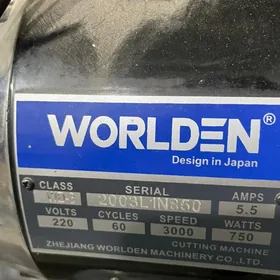 WORLDEN®
Design in Japan
CLASS SERIAL AMPS
2003L1N850 5.5
VOLTS CYCLES SPEED WATTS
220 60 3000 750
CUTTING MACHINE
ZHEJIANG WORLDEN MACHINERY CO.,LTD.